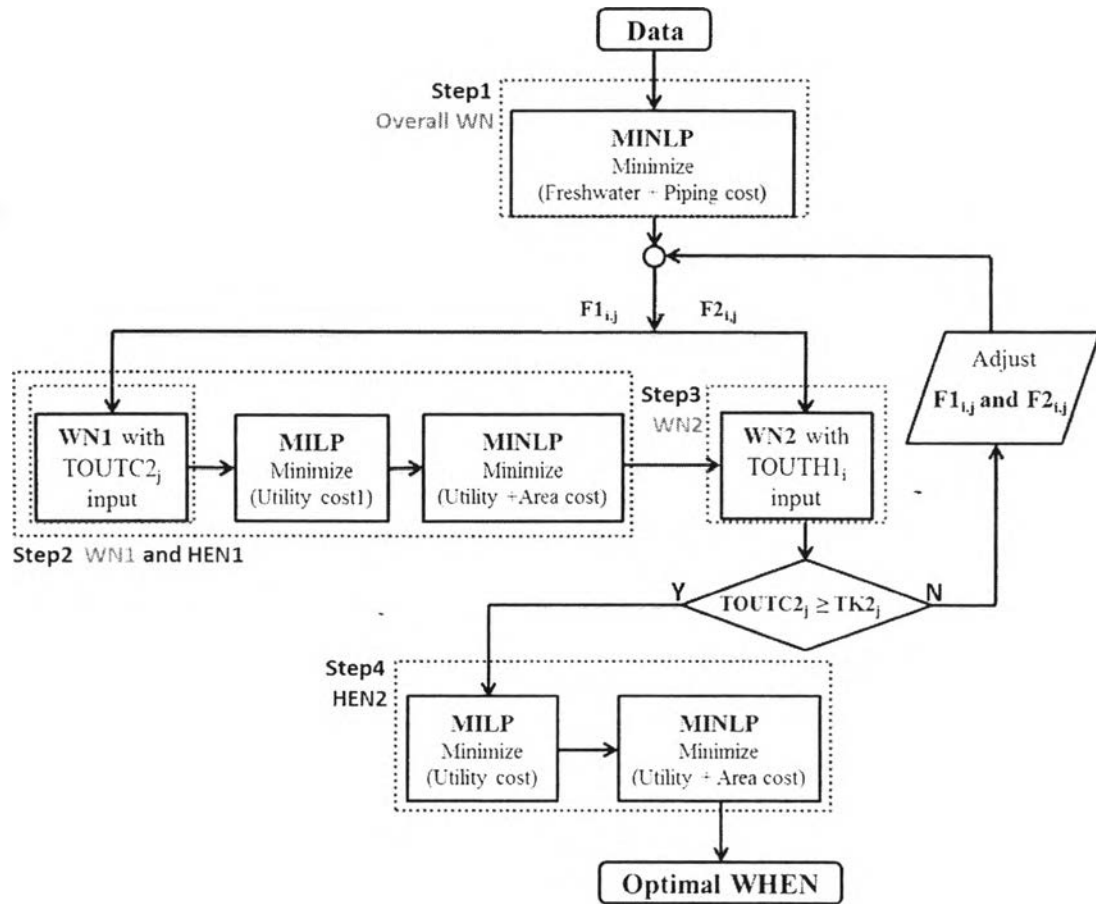 Data
Step1
Overall WN
MINLP
Minimize
(Freshwater + Piping cost)
F1i,j
F2i,j
Adjust
F1i,j and F2i,j
Step3
WN2
WN1 with
TOUTC2j
input
MILP
Minimize
(Utility cost1)
MINLP
Minimize
(Utility +Area cost)
WN2 with
TOUTH1i
input
Step2 WN1 and HEN1
Y
TOUTC2j ≥ TK2j
N
Step4
HEN2
MILP
Minimize
(Utility cost)
MINLP
Minimize
(Utility + Area cost)
Optimal WHEN